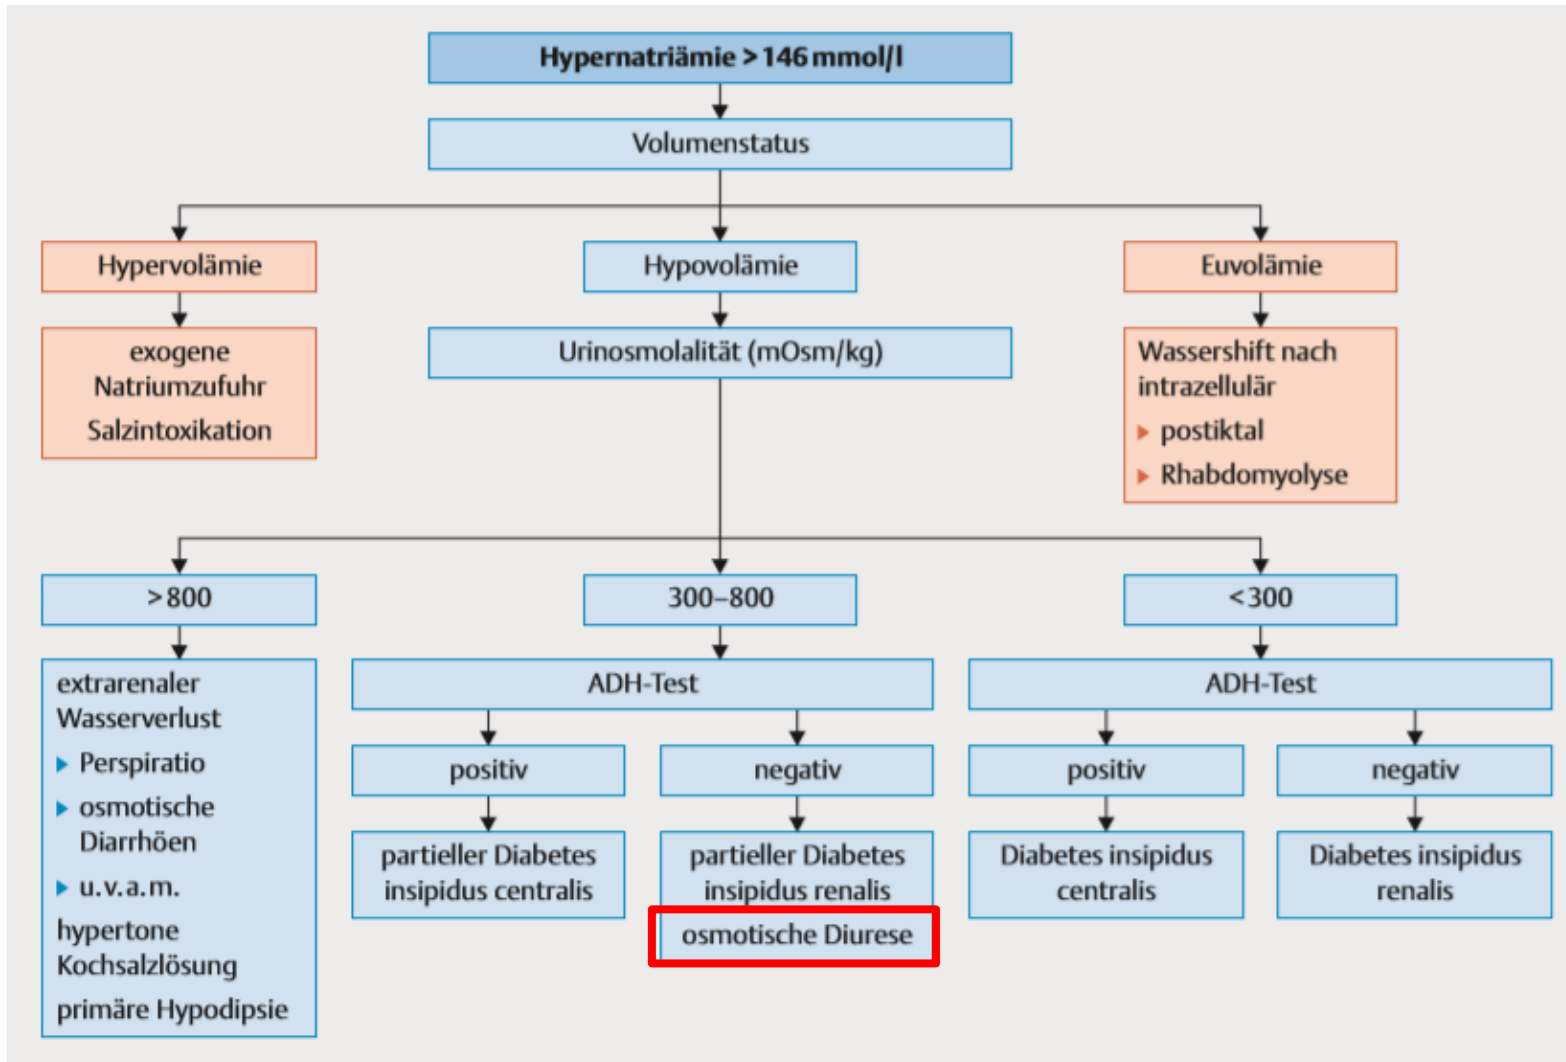 Hypernatriämie > 146 mmol/l
Volumenstatus
Hypervolämie
Hypovolämie
Euvolämie
exogene
Natriumzufuhr
Salzintoxikation
Urinosmolalität (mOsm/kg)
Wassershift nach
intrazellulär
postiktal
Rhabdomyolyse
> 800
300–800
< 300
extrarenaler
Wasserverlust
Perspiratio
osmotische
Diarrhöen
u. v. a. m.
hypertone
Kochsalzlösung
primäre Hypodipsie
ADH-Test
positiv
negativ
partieller Diabetes
insipidus centralis
partieller Diabetes
insipidus renalis
osmotische Diurese
ADH-Test
positiv
negativ
Diabetes insipidus
centralis
Diabetes insipidus
renalis